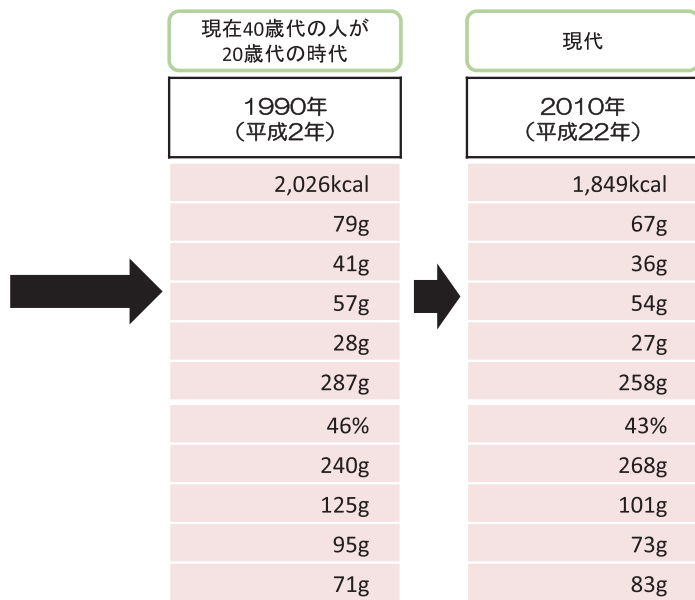 現在40歳代の人が
20歳代の時代
現代
1990年
（平成2年）
2010年
（平成22年）
2,026kcal 1,849kcal
79g 67g
41g 36g
57g 54g
28g 27g
287g 258g
46% 43%
240g 268g
125g 101g
95g 73g
71g 83g